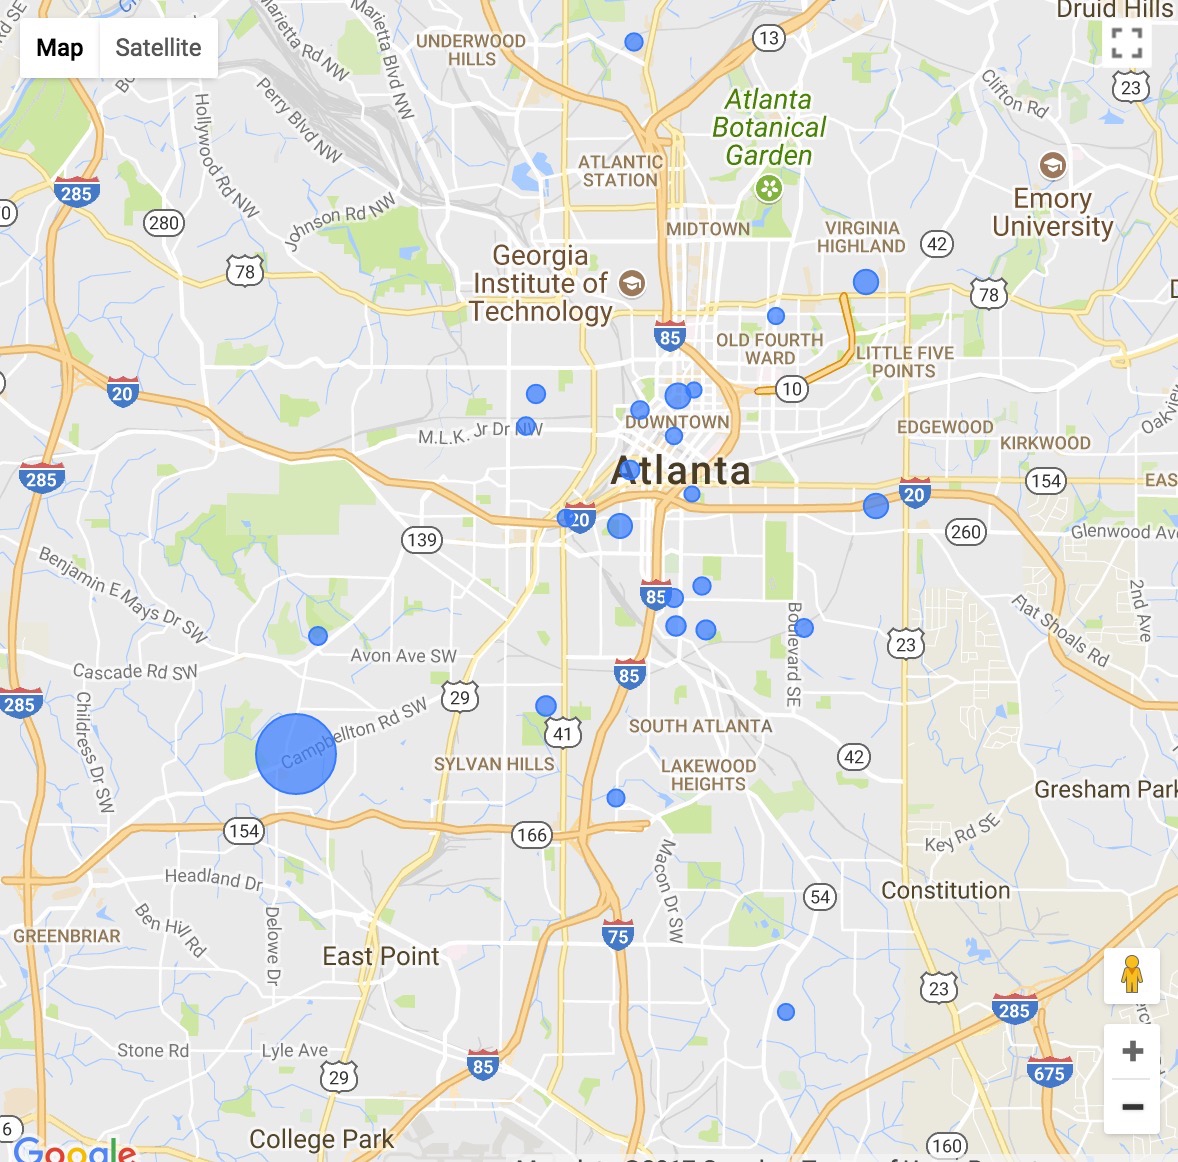 Druid Hills
Map
Satellite
Marietta Rd NW
Marietta Blvd NW
UNDERWOOD
HILLS
13
23
Clifton Rd
Perry Blvd NW
Hollywood Rd NW
Atlanta
Botanical
Garden
ATLANTIC
STATION
285
Emory
University
280
Johnson Rd NW
MIDTOWN
VIRGINIA
HIGHLAND
42
Georgia
Institute of
Technology
78
78
85
OLD FOURTH
WARD
LITTLE FIVE
POINTS
20
10
M.L.K. Jr Dr NW
DOWNTOWN
EDGEWOOD
KIRKWOOD
Oakview
Atlanta
285
154
EAS
20
20
139
260
Glenwood Ave
Benjamin E Mays Dr SW
85
2nd Ave
Flat Shoals Rd
Boulevard SE
23
Avon Ave SW
Cascade Rd SW
85
285
29
Childress Dr SW
Campbellton Rd SW
41
SOUTH ATLANTA
42
SYLVAN HILLS
LAKEWOOD
HEIGHTS
Gresham Park
154
166
Key Rd SE
Macon Dr SW
Headland Dr
54
Constitution
Ben Hill Rd
Delowe Dr
GREENBRIAR
75
East Point
23
285
Stone Rd
Lyle Ave
85
29
675
6
College Park
160
Google